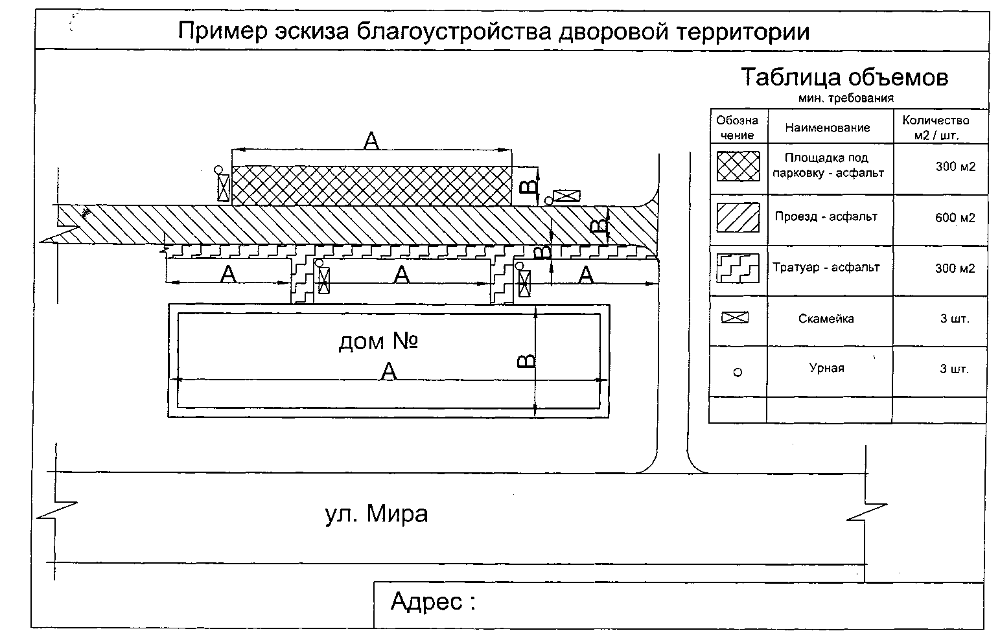 Пример эскиза благоустройства дворовой территории
Таблица объемов
мин. требования
Обозна
чение
Наименование
Количество
м2 / шт.
Площадка под
парковку - асфальт
300 м2
Проезд - асфальт
600 м2
Тратуар - асфальт
300 м2
Скамейка
3 шт.
Урная
3 шт.
А
В
В
В
А
А
А
дом №
А
В
ул. Мира
Адрес :